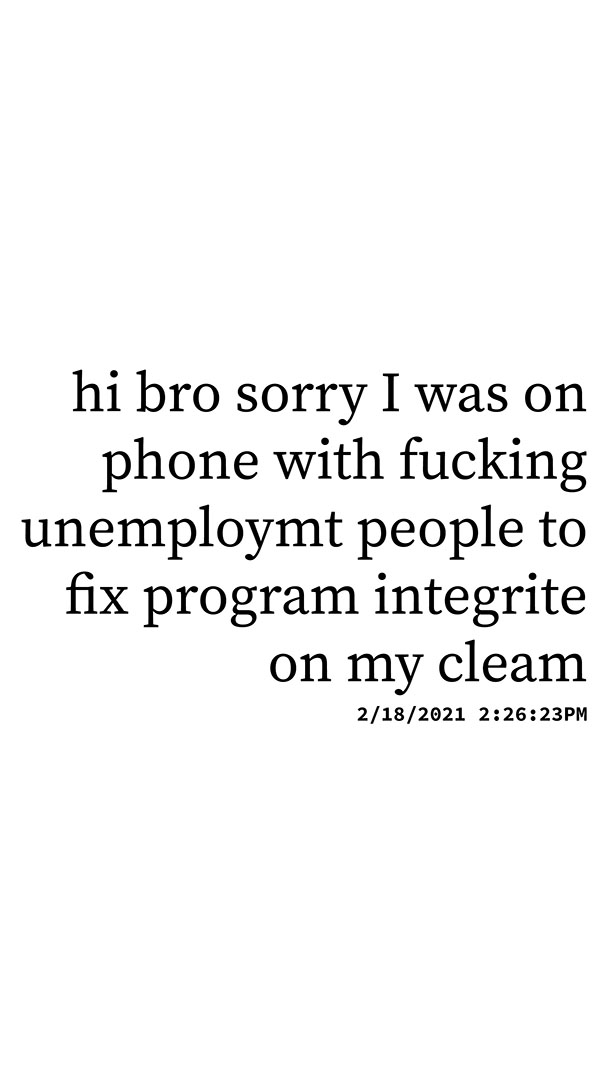 hi bro sorry I was on
phone with fucking
unemploymt people to
fix program integrite
on my cleam
2/18/2021 2:26:23PM